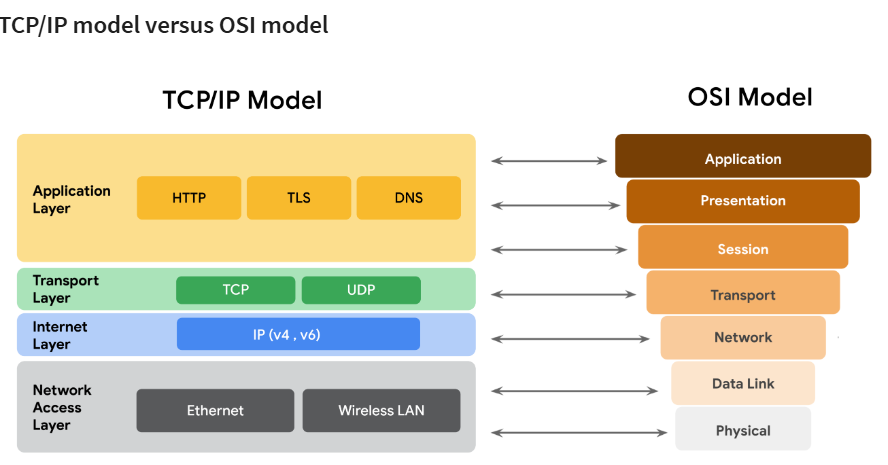 TCP/IP model versus OSI model
TCP/IP Model
OSI Model
Application
Layer
HTTP
TLS
DNS
Transport
Layer
TCP
UDP
Internet
Layer
IP (v4 , v6)
Network
Access
Layer
Ethernet
Wireless LAN
Application
Presentation
Session
Transport
Network
Data Link
Physical